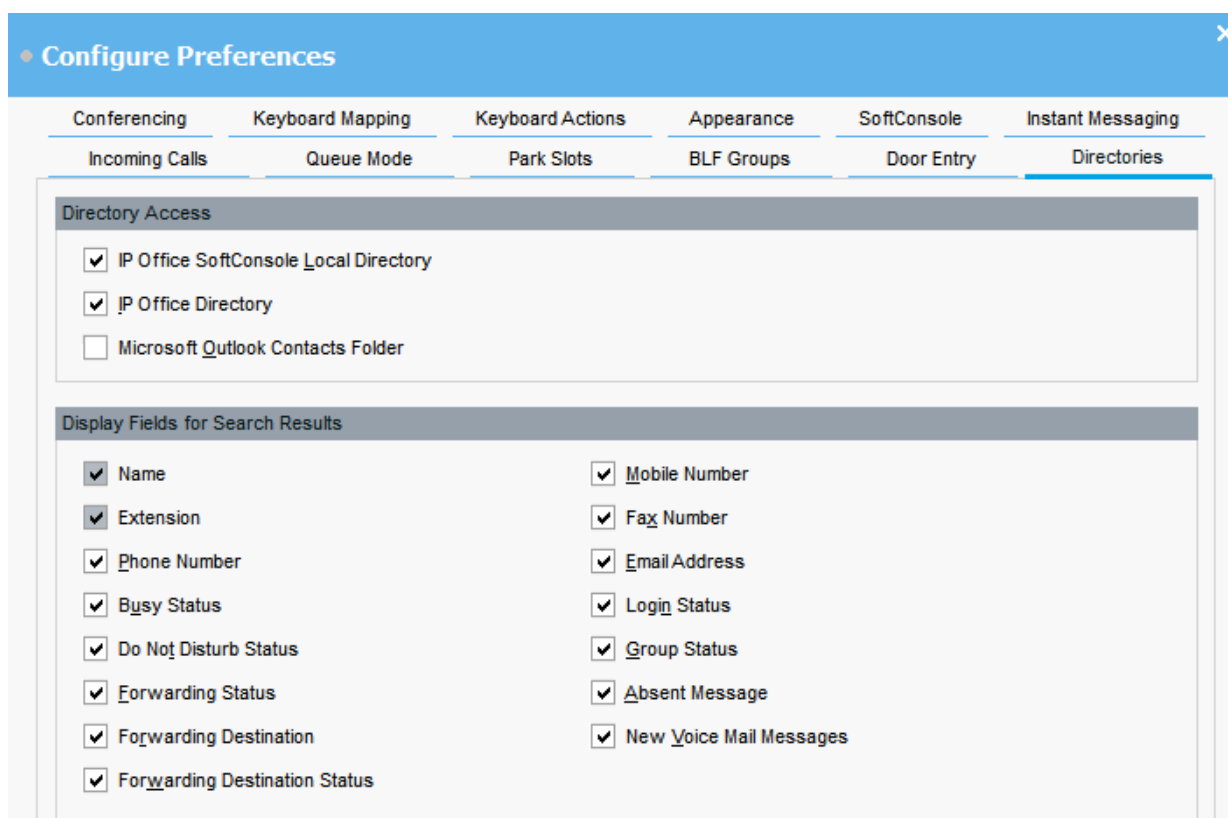 Configure Preferences
Conferencing Keyboard Mapping Keyboard Actions Appearance SoftConsole Instant Messaging
Incoming Calls Queue Mode Park Slots BLF Groups Door Entry Directories
Directory Access
IP Office SoftConsole Local Directory
IP Office Directory
Microsoft Outlook Contacts Folder
Display Fields for Search Results
Name Mobile Number
Extension Fax Number
Phone Number Email Address
Busy Status Login Status
Do Not Disturb Status Group Status
Forwarding Status Absent Message
Forwarding Destination New Voice Mail Messages
Forwarding Destination Status